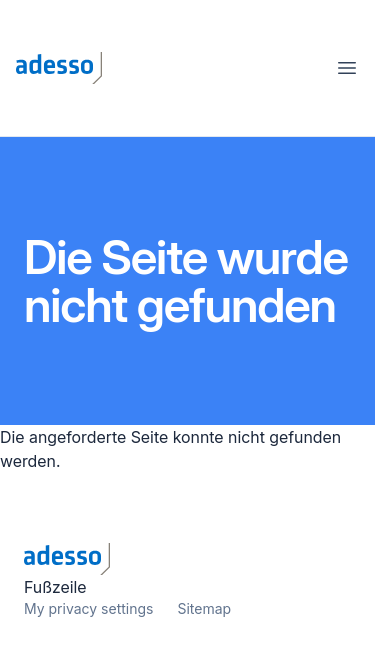 adesso
Die Seite wurde
nicht gefunden
Die angeforderte Seite konnte nicht gefunden
werden.
adesso
Fußzeile
My privacy settings Sitemap